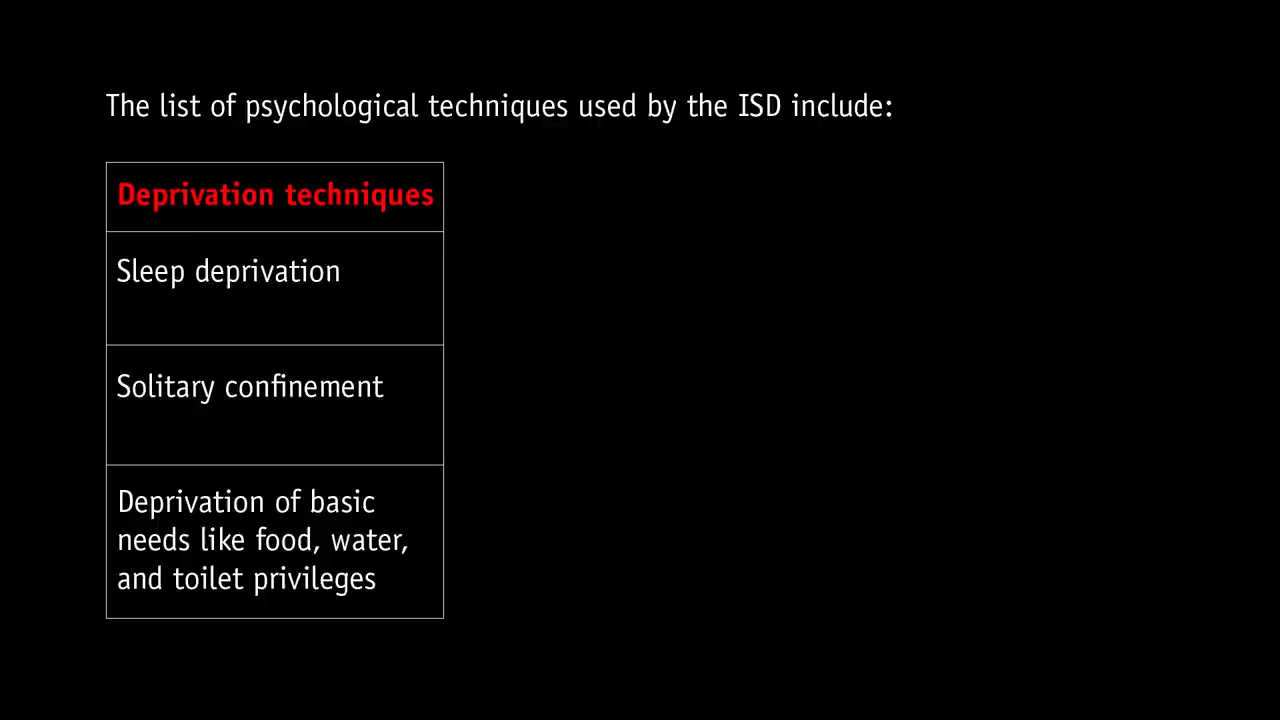 The list of psychological techniques used by the ISD include:
Deprivation techniques
Sleep deprivation
Solitary confinement
Deprivation of basic
needs like food, water,
and toilet privileges